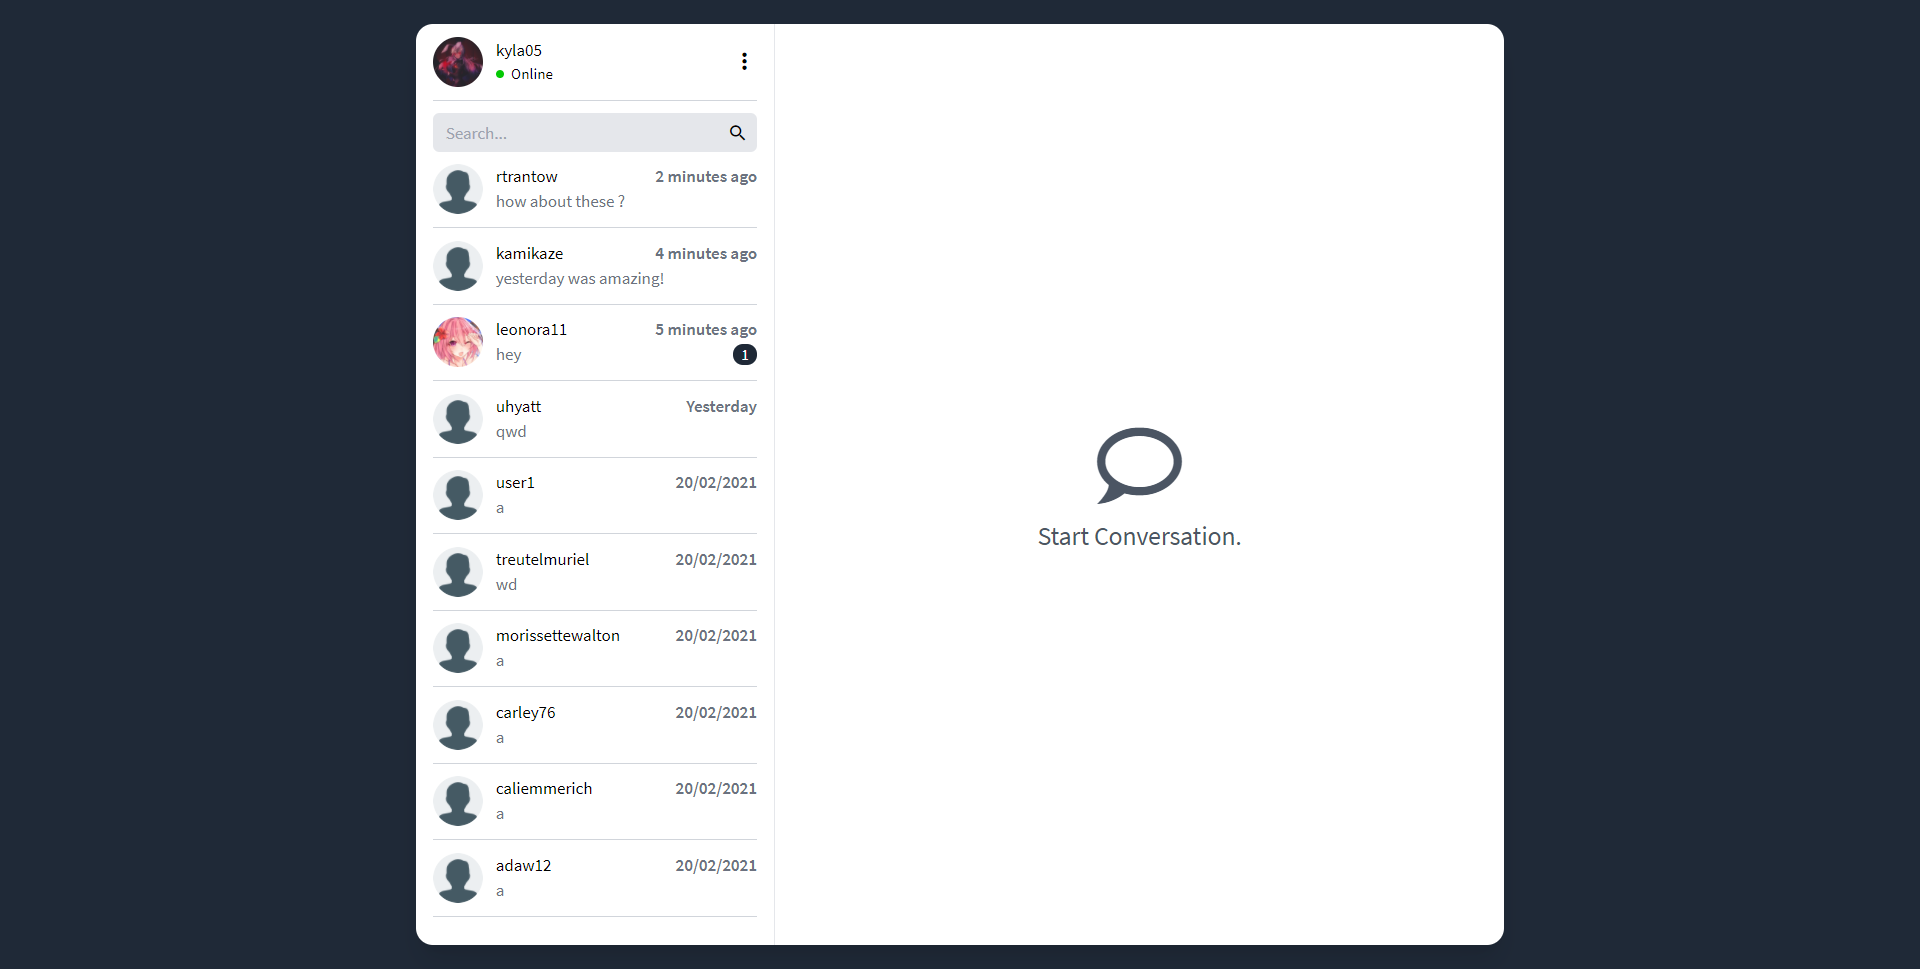 kyla05
Online
Search...
rtrantow 2 minutes ago
how about these ?
kamikaze 4 minutes ago
yesterday was amazing!
leonora11 5 minutes ago
hey 1
uhyatt Yesterday
qwd
user1 20/02/2021
a
treutelmuriel 20/02/2021
wd
morissettewalton 20/02/2021
a
carley76 20/02/2021
a
caliemmerich 20/02/2021
a
adaw12 20/02/2021
a
Start Conversation.